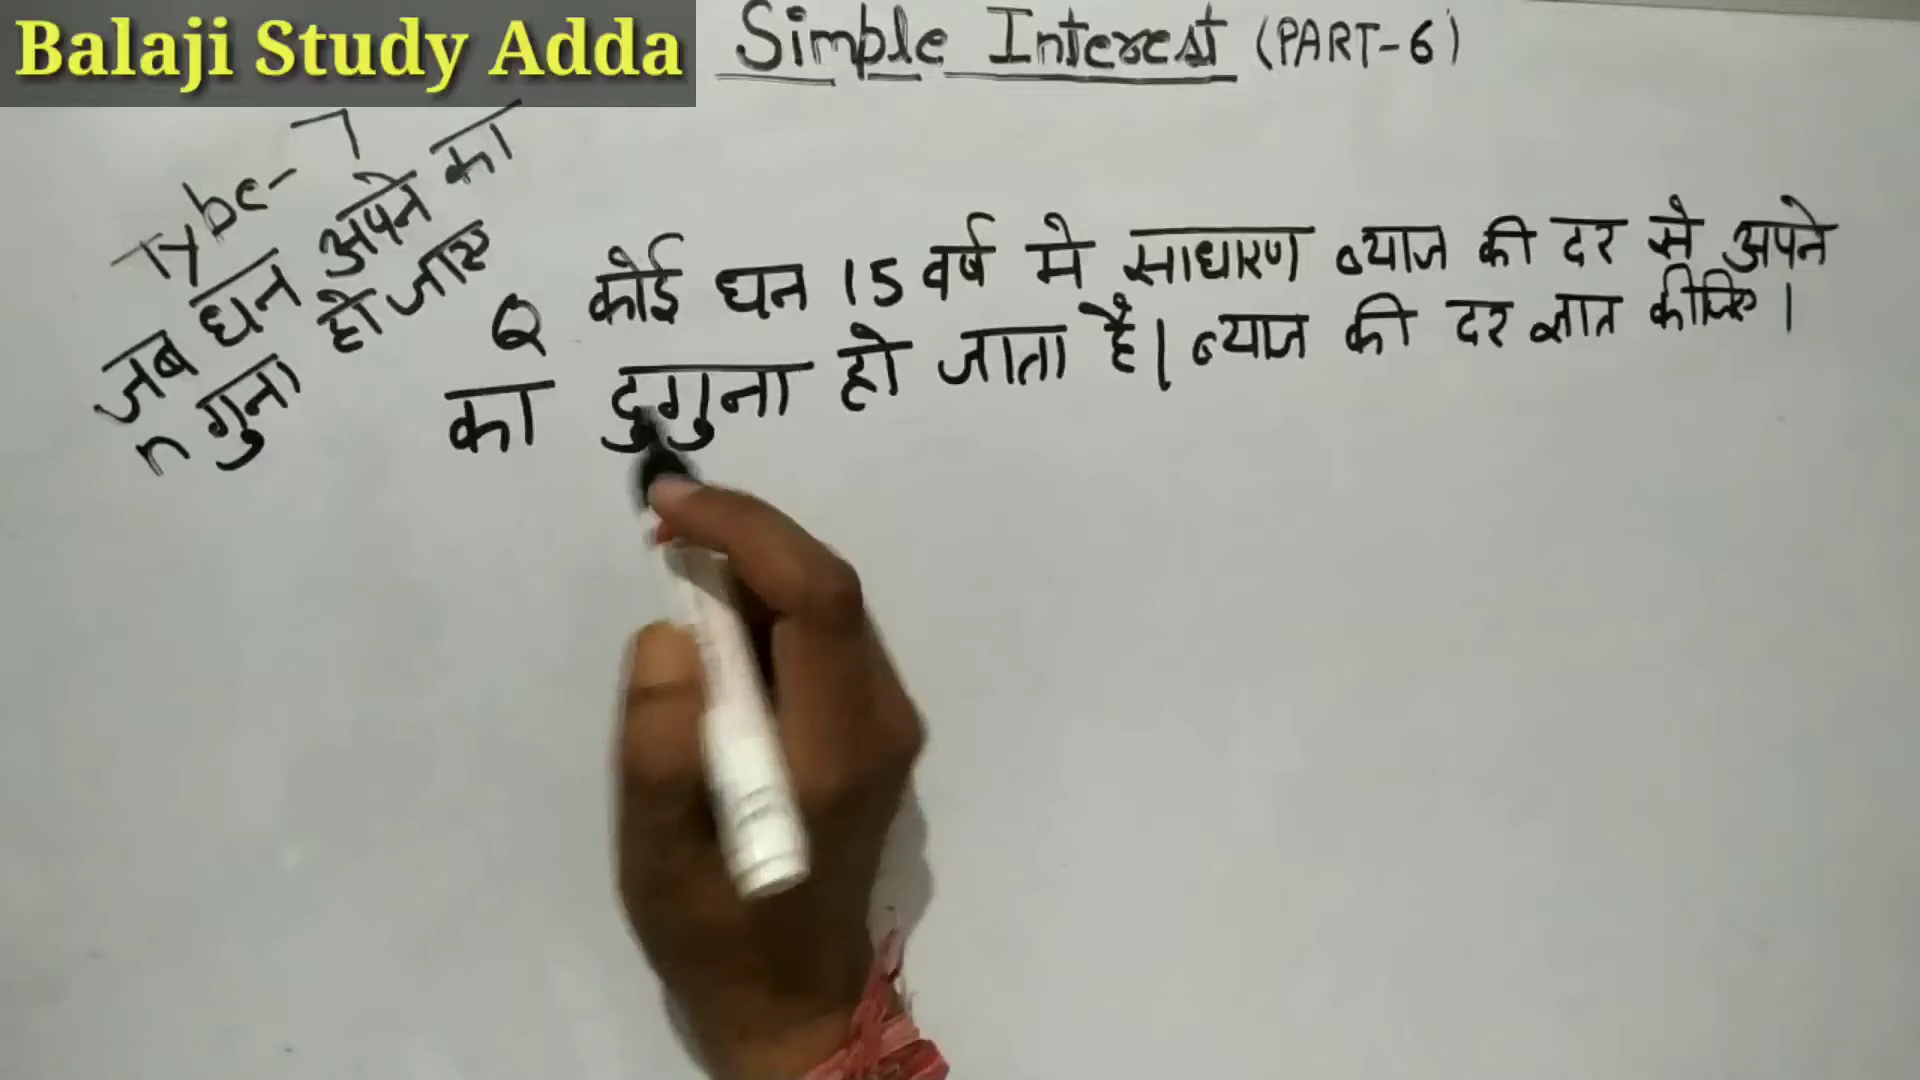 Balaji Study Adda
Simple Interest (PART-6)
Type-7
जब धन अपने का
n गुना हो जाए
Q कोई धन 15 वर्ष मे साधारण ब्याज की दर से अपने
का दुगुना हो जाता है। ब्याज की दर ज्ञात कीजिए।